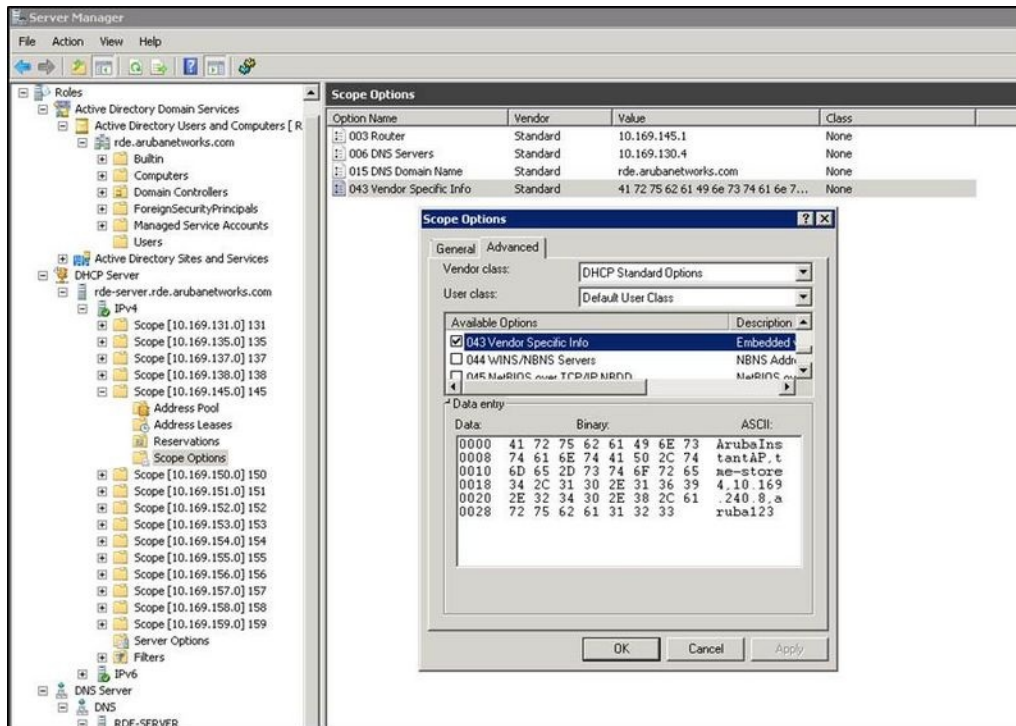 Server Manager
File Action View Help
Roles
Active Directory Domain Services
Active Directory Users and Computers [ R
rde.arubanetworks.com
Builtin
Computers
Domain Controllers
ForeignSecurityPrincipals
Managed Service Accounts
Users
Active Directory Sites and Services
DHCP Server
rde-server.rde.arubanetworks.com
IPv4
Scope [10.169.131.0] 131
Scope [10.169.135.0] 135
Scope [10.169.137.0] 137
Scope [10.169.138.0] 138
Scope [10.169.145.0] 145
Address Pool
Address Leases
Reservations
Scope Options
Scope [10.169.150.0] 150
Scope [10.169.151.0] 151
Scope [10.169.152.0] 152
Scope [10.169.153.0] 153
Scope [10.169.154.0] 154
Scope [10.169.155.0] 155
Scope [10.169.156.0] 156
Scope [10.169.157.0] 157
Scope [10.169.158.0] 158
Scope [10.169.159.0] 159
Server Options
Filters
IPv6
DNS Server
DNS
RDE-SERVER
Scope Options
Option Name Vendor Value Class
003 Router Standard 10.169.145.1 None
006 DNS Servers Standard 10.169.130.4 None
015 DNS Domain Name Standard rde.arubanetworks.com None
043 Vendor Specific Info Standard 41 72 75 62 61 49 6e 73 74 61 6e 7... None
Scope Options
General Advanced
Vendor class: DHCP Standard Options
User class: Default User Class
Available Options Description
043 Vendor Specific Info Embedded v
044 WINS/NBNS Servers NBNS Addr
045 NetBIOS over TCP/IP NBDD NetBIOS ov
Data entry
Data: Binary: ASCII:
0000 41 72 75 62 61 49 6E 73 ArubaIns
0008 74 61 6E 74 41 50 2C 74 tantAP,t
0010 6D 65 2D 73 74 6F 72 65 me-store
0018 34 2C 31 30 2E 31 36 39 4,10.169
0020 2E 32 34 30 2E 38 2C 61 .240.8,a
0028 72 75 62 61 31 32 33 ruba123
OK Cancel Apply